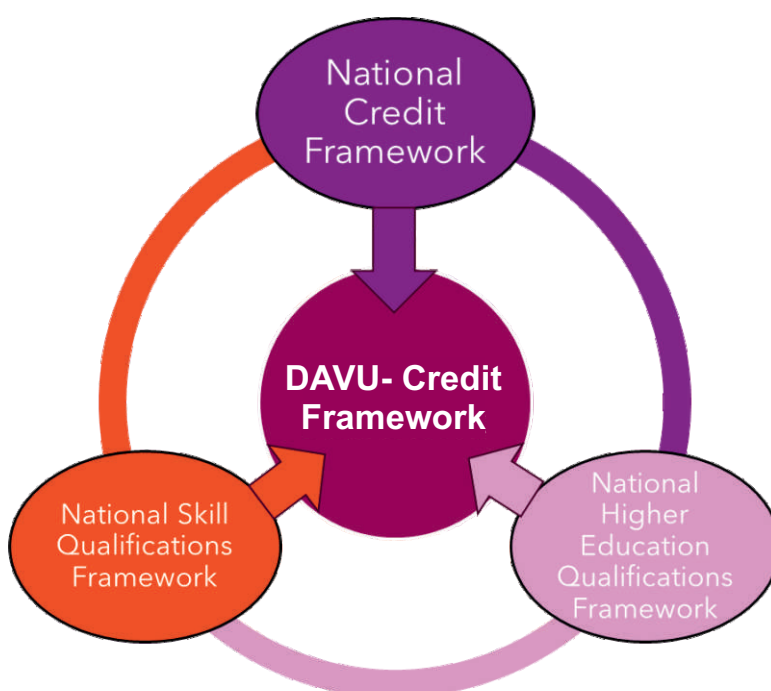 National
Credit
Framework
DAVU- Credit
Framework
National Skill
Qualifications
Framework
National
Higher
Education
Qualifications
Framework